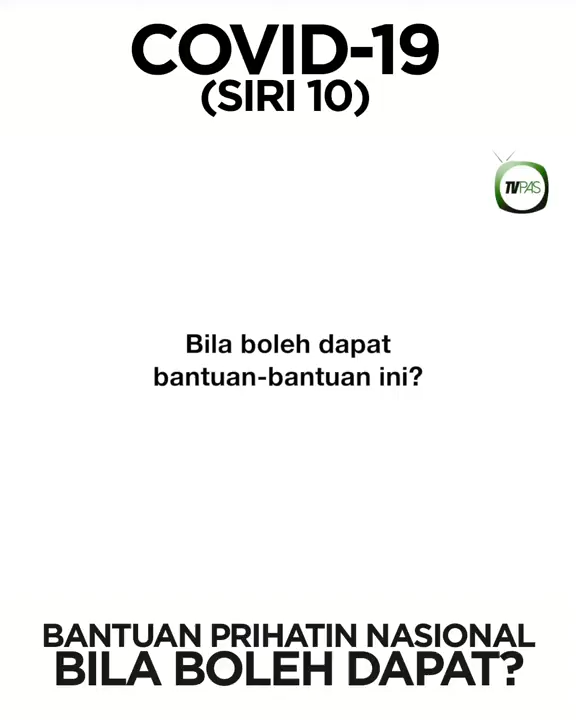 COVID-19
(SIRI 10)
TVPAS
Bila boleh dapat
bantuan-bantuan ini?
BANTUAN PRIHATIN NASIONAL
BILA BOLEH DAPAT?